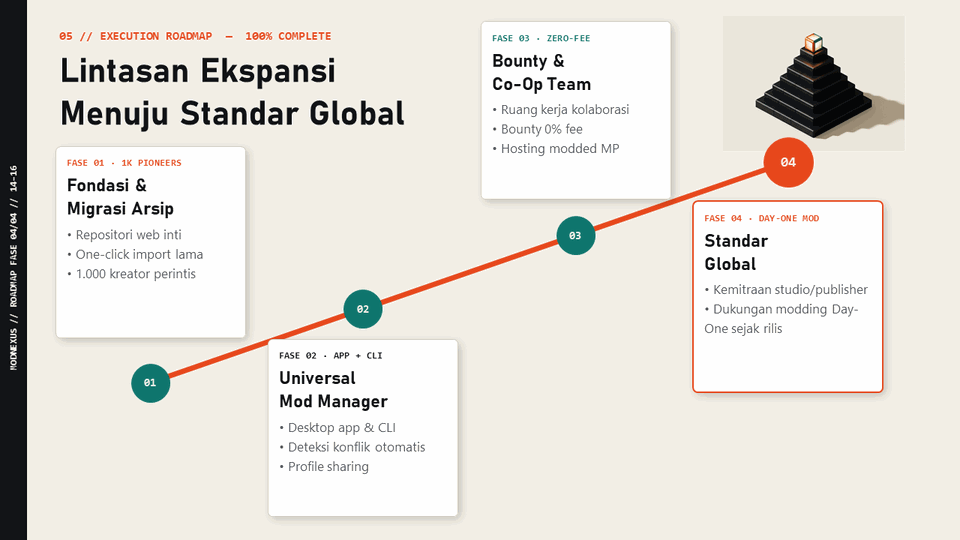 MODNEXUS // ROADMAP FASE 04/04 // 14–16
05 // EXECUTION ROADMAP — 100% COMPLETE
Lintasan Ekspansi
Menuju Standar Global
FASE 01 · 1K PIONEERS
Fondasi &
Migrasi Arsip
• Repositori web inti
• One-click import lama
• 1.000 kreator perintis
01
FASE 02 · APP + CLI
Universal
Mod Manager
• Desktop app & CLI
• Deteksi konflik otomatis
• Profile sharing
02
FASE 03 · ZERO-FEE
Bounty &
Co-Op Team
• Ruang kerja kolaborasi
• Bounty 0% fee
• Hosting modded MP
03
04
FASE 04 · DAY-ONE MOD
Standar
Global
• Kemitraan studio/publisher
• Dukungan modding Day-
One sejak rilis